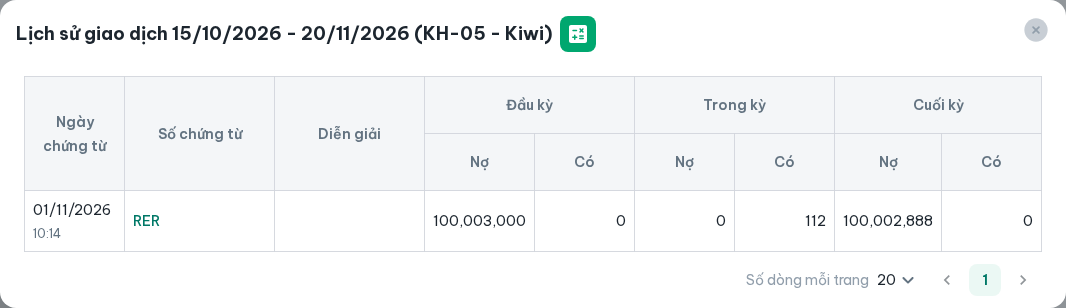 Lịch sử giao dịch 15/10/2026 - 20/11/2026 (KH-05 - Kiwi)
Ngày chứng từ Số chứng từ Diễn giải Đầu kỳ Trong kỳ Cuối kỳ
Nợ Có Nợ Có Nợ Có
01/11/2026 RER 100,003,000 0 0 112 100,002,888 0
10:14
Số dòng mỗi trang 20 1